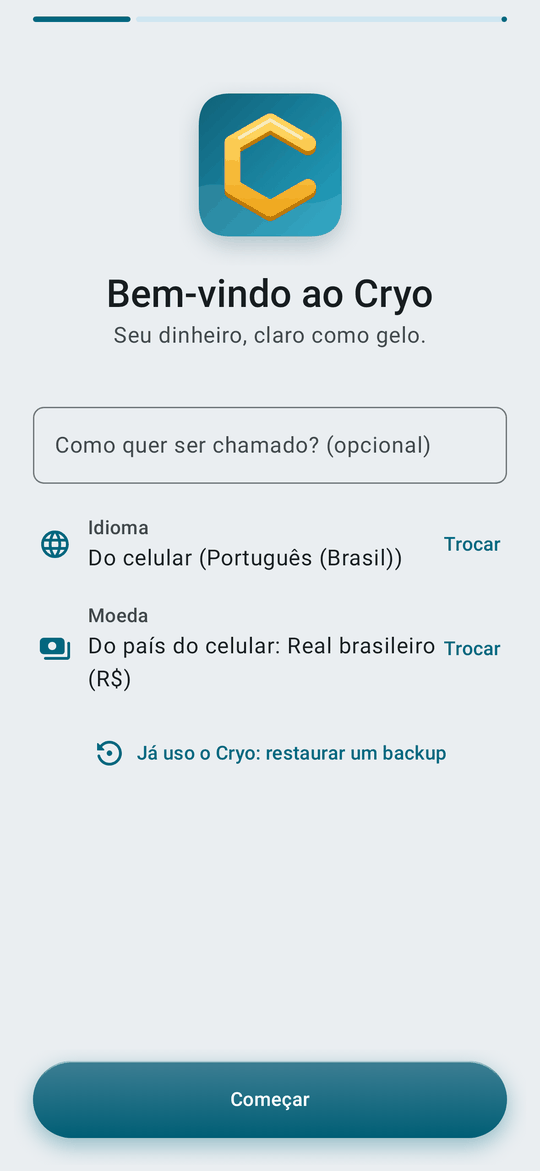 Bem-vindo ao Cryo
Seu dinheiro, claro como gelo.
Como quer ser chamado? (opcional)
Idioma
Do celular (Português (Brasil))
Trocar
Moeda
Do país do celular: Real brasileiro
(R$)
Trocar
Já uso o Cryo: restaurar um backup
Começar